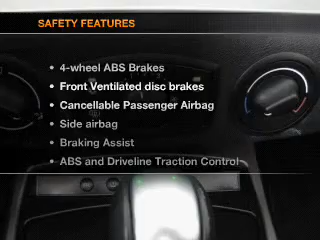 SAFETY FEATURES
• 4-wheel ABS Brakes
• Front Ventilated disc brakes
• Cancellable Passenger Airbag
• Side airbag
• Braking Assist
• ABS and Driveline Traction Control